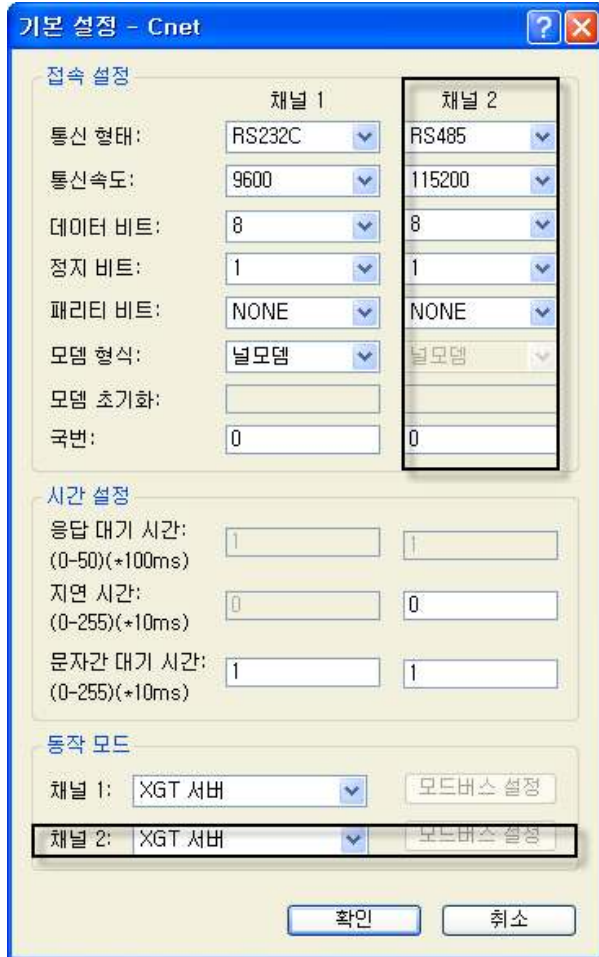 기본 설정 - Cnet
접속 설정
채널 1 채널 2
통신 형태: RS232C RS485
통신속도: 9600 115200
데이터 비트: 8 8
정지 비트: 1 1
패리티 비트: NONE NONE
모뎀 형식: 널모뎀 널모뎀
모뎀 초기화:
국번: 0 0
시간 설정
응답 대기 시간:
(0-50)(*100ms) 1 1
지연 시간:
(0-255)(*10ms) 0 0
문자간 대기 시간:
(0-255)(*10ms) 1 1
동작 모드
채널 1: XGT 서버 모드버스 설정
채널 2: XGT 서버 모드버스 설정
확인 취소